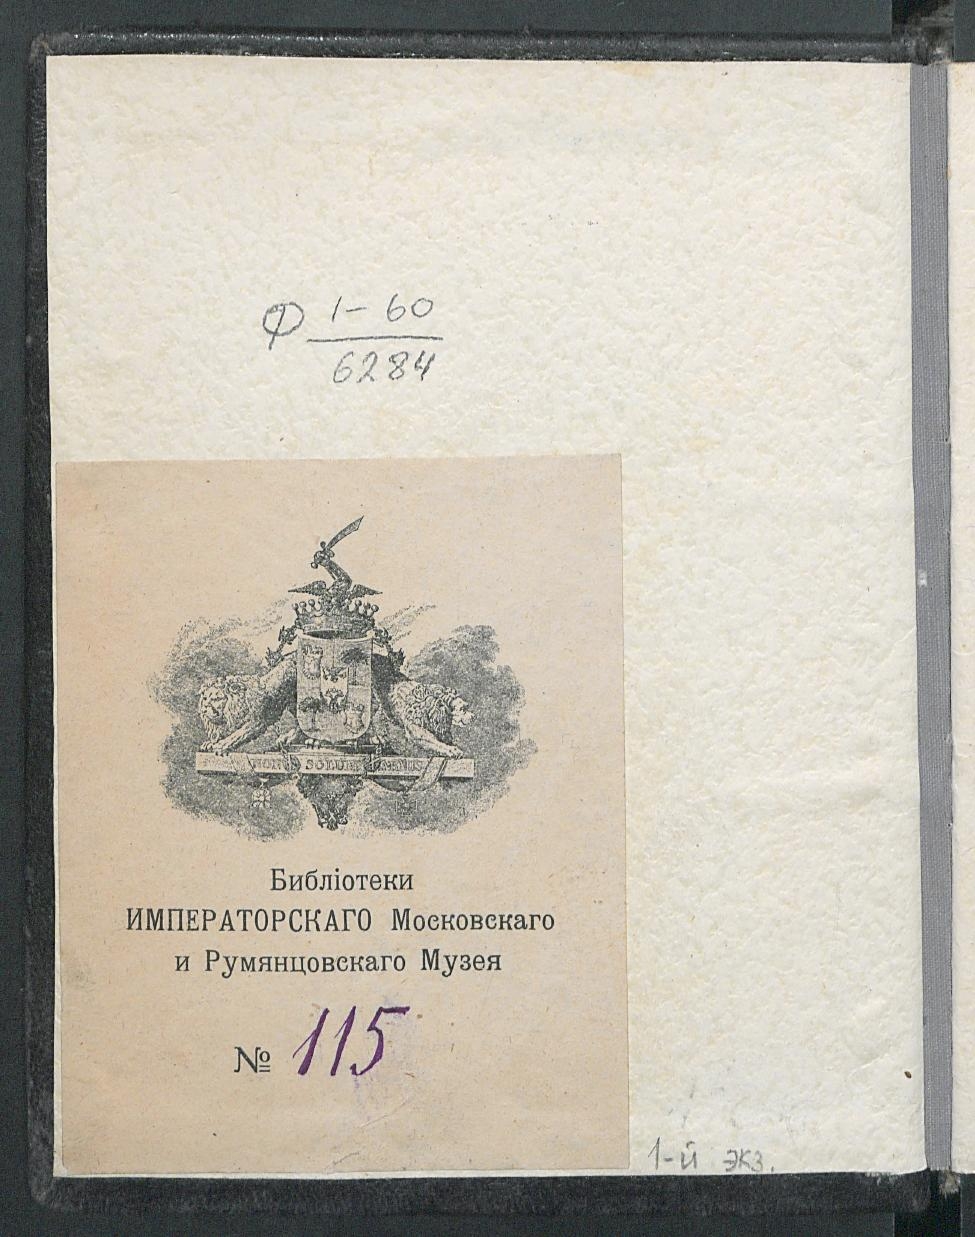 Ф 1-60
6284
NON SOLUM ARMIS
Библіотеки
ИМПЕРАТОРСКАГО Московскаго
и Румянцовскаго Музея
№ 115
1-й экз.